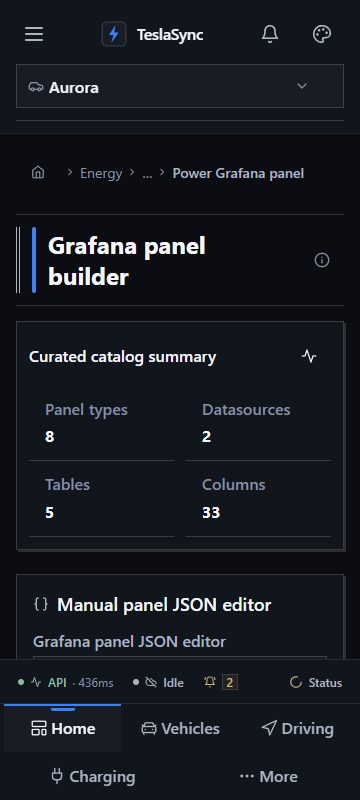 TeslaSync
Aurora
Energy ... Power Grafana panel
Grafana panel
builder
Curated catalog summary
Panel types
8
Datasources
2
Tables
5
Columns
33
{} Manual panel JSON editor
Grafana panel JSON editor
API · 436ms Idle 2 Status
Home Vehicles Driving
Charging ... More